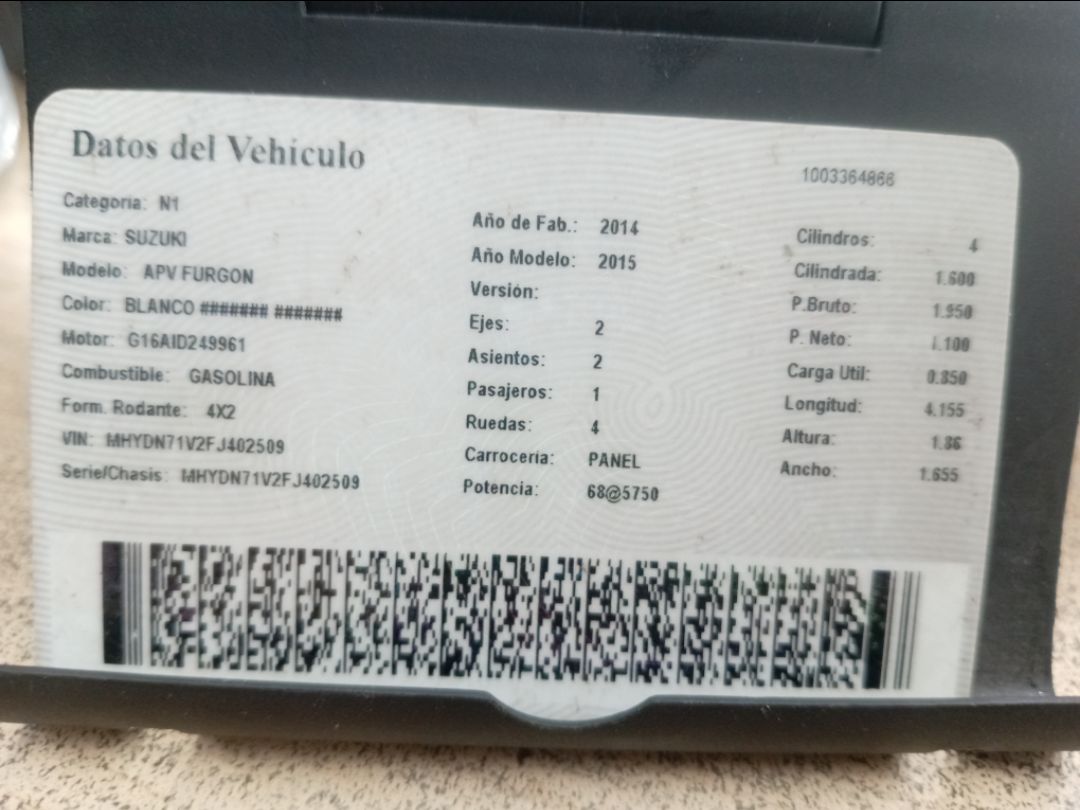 Datos del Vehículo
1003364866
Categoria: N1
Marca: SUZUKI
Modelo: APV FURGON
Color: BLANCO ####### #######
Motor: G16AID249961
Combustible: GASOLINA
Form. Rodante: 4X2
VIN: MHYDN71V2FJ402509
Serie/Chasis: MHYDN71V2FJ402509
Año de Fab.: 2014
Año Modelo: 2015
Versión:
Ejes: 2
Asientos: 2
Pasajeros: 1
Ruedas: 4
Carrocería: PANEL
Potencia: 68@5750
Cilindros: 4
Cilindrada: 1.600
P.Bruto: 1.950
P. Neto: 1.100
Carga Util: 0.850
Longitud: 4.155
Altura: 1.86
Ancho: 1.655